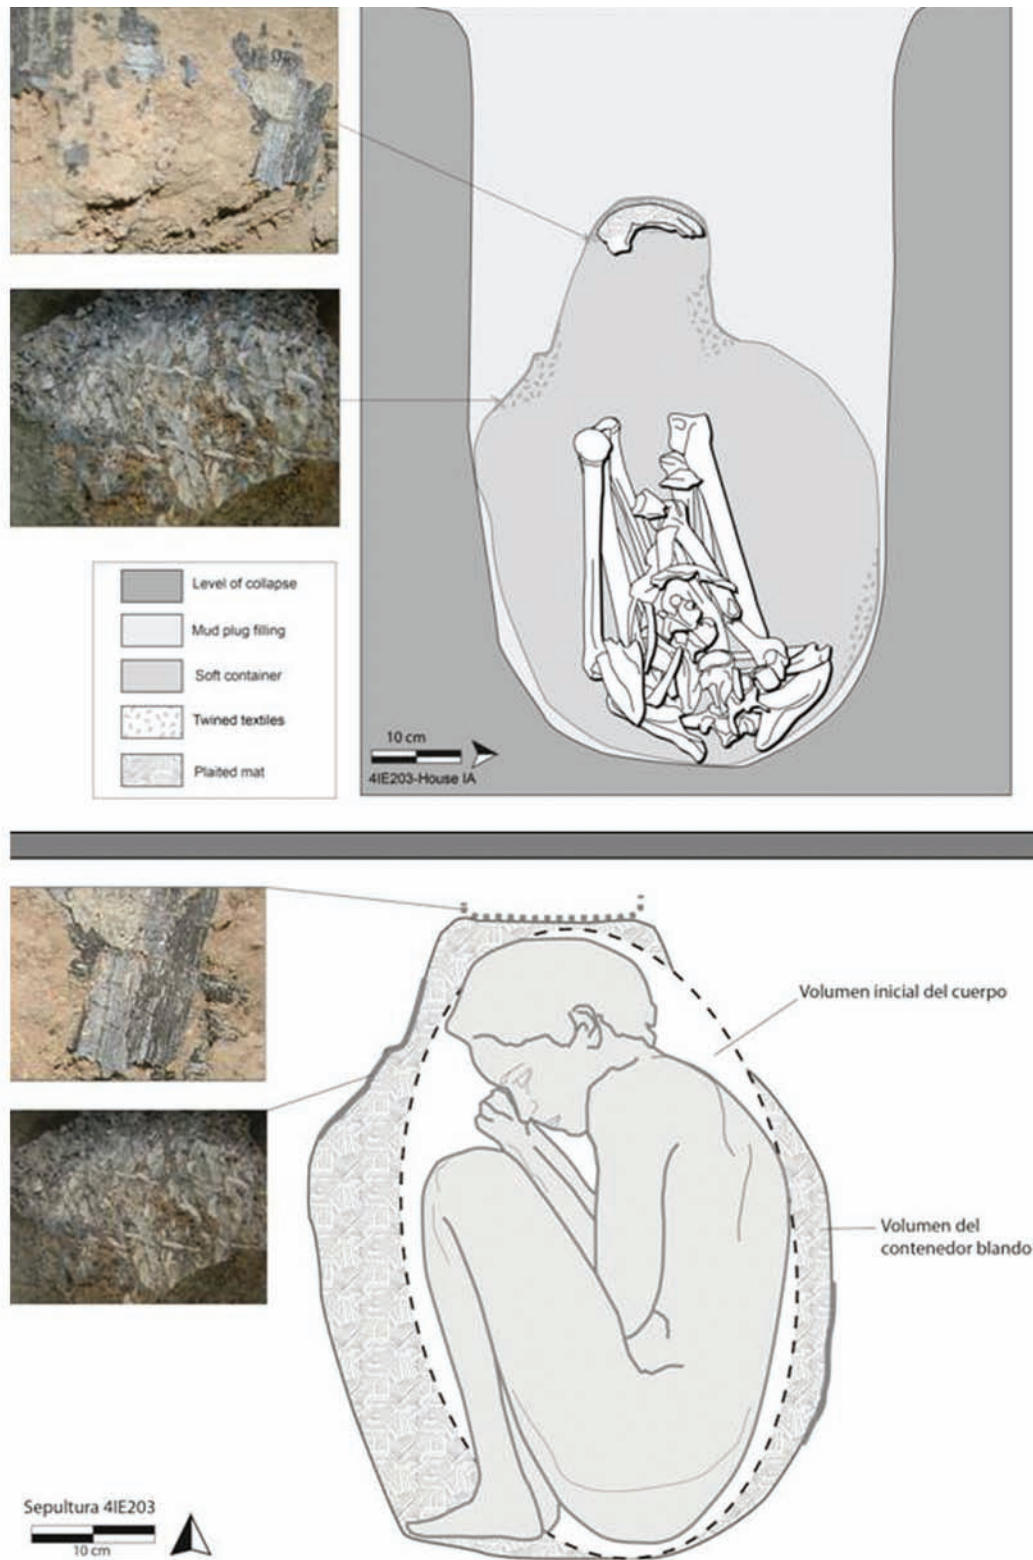 Level of collapse
Mud plug filling
Soft container
Twined textiles
Plaited mat
10 cm
4IE203-House IA
Volumen inicial del cuerpo
Volumen del
contenedor blando
Sepultura 4IE203
10 cm